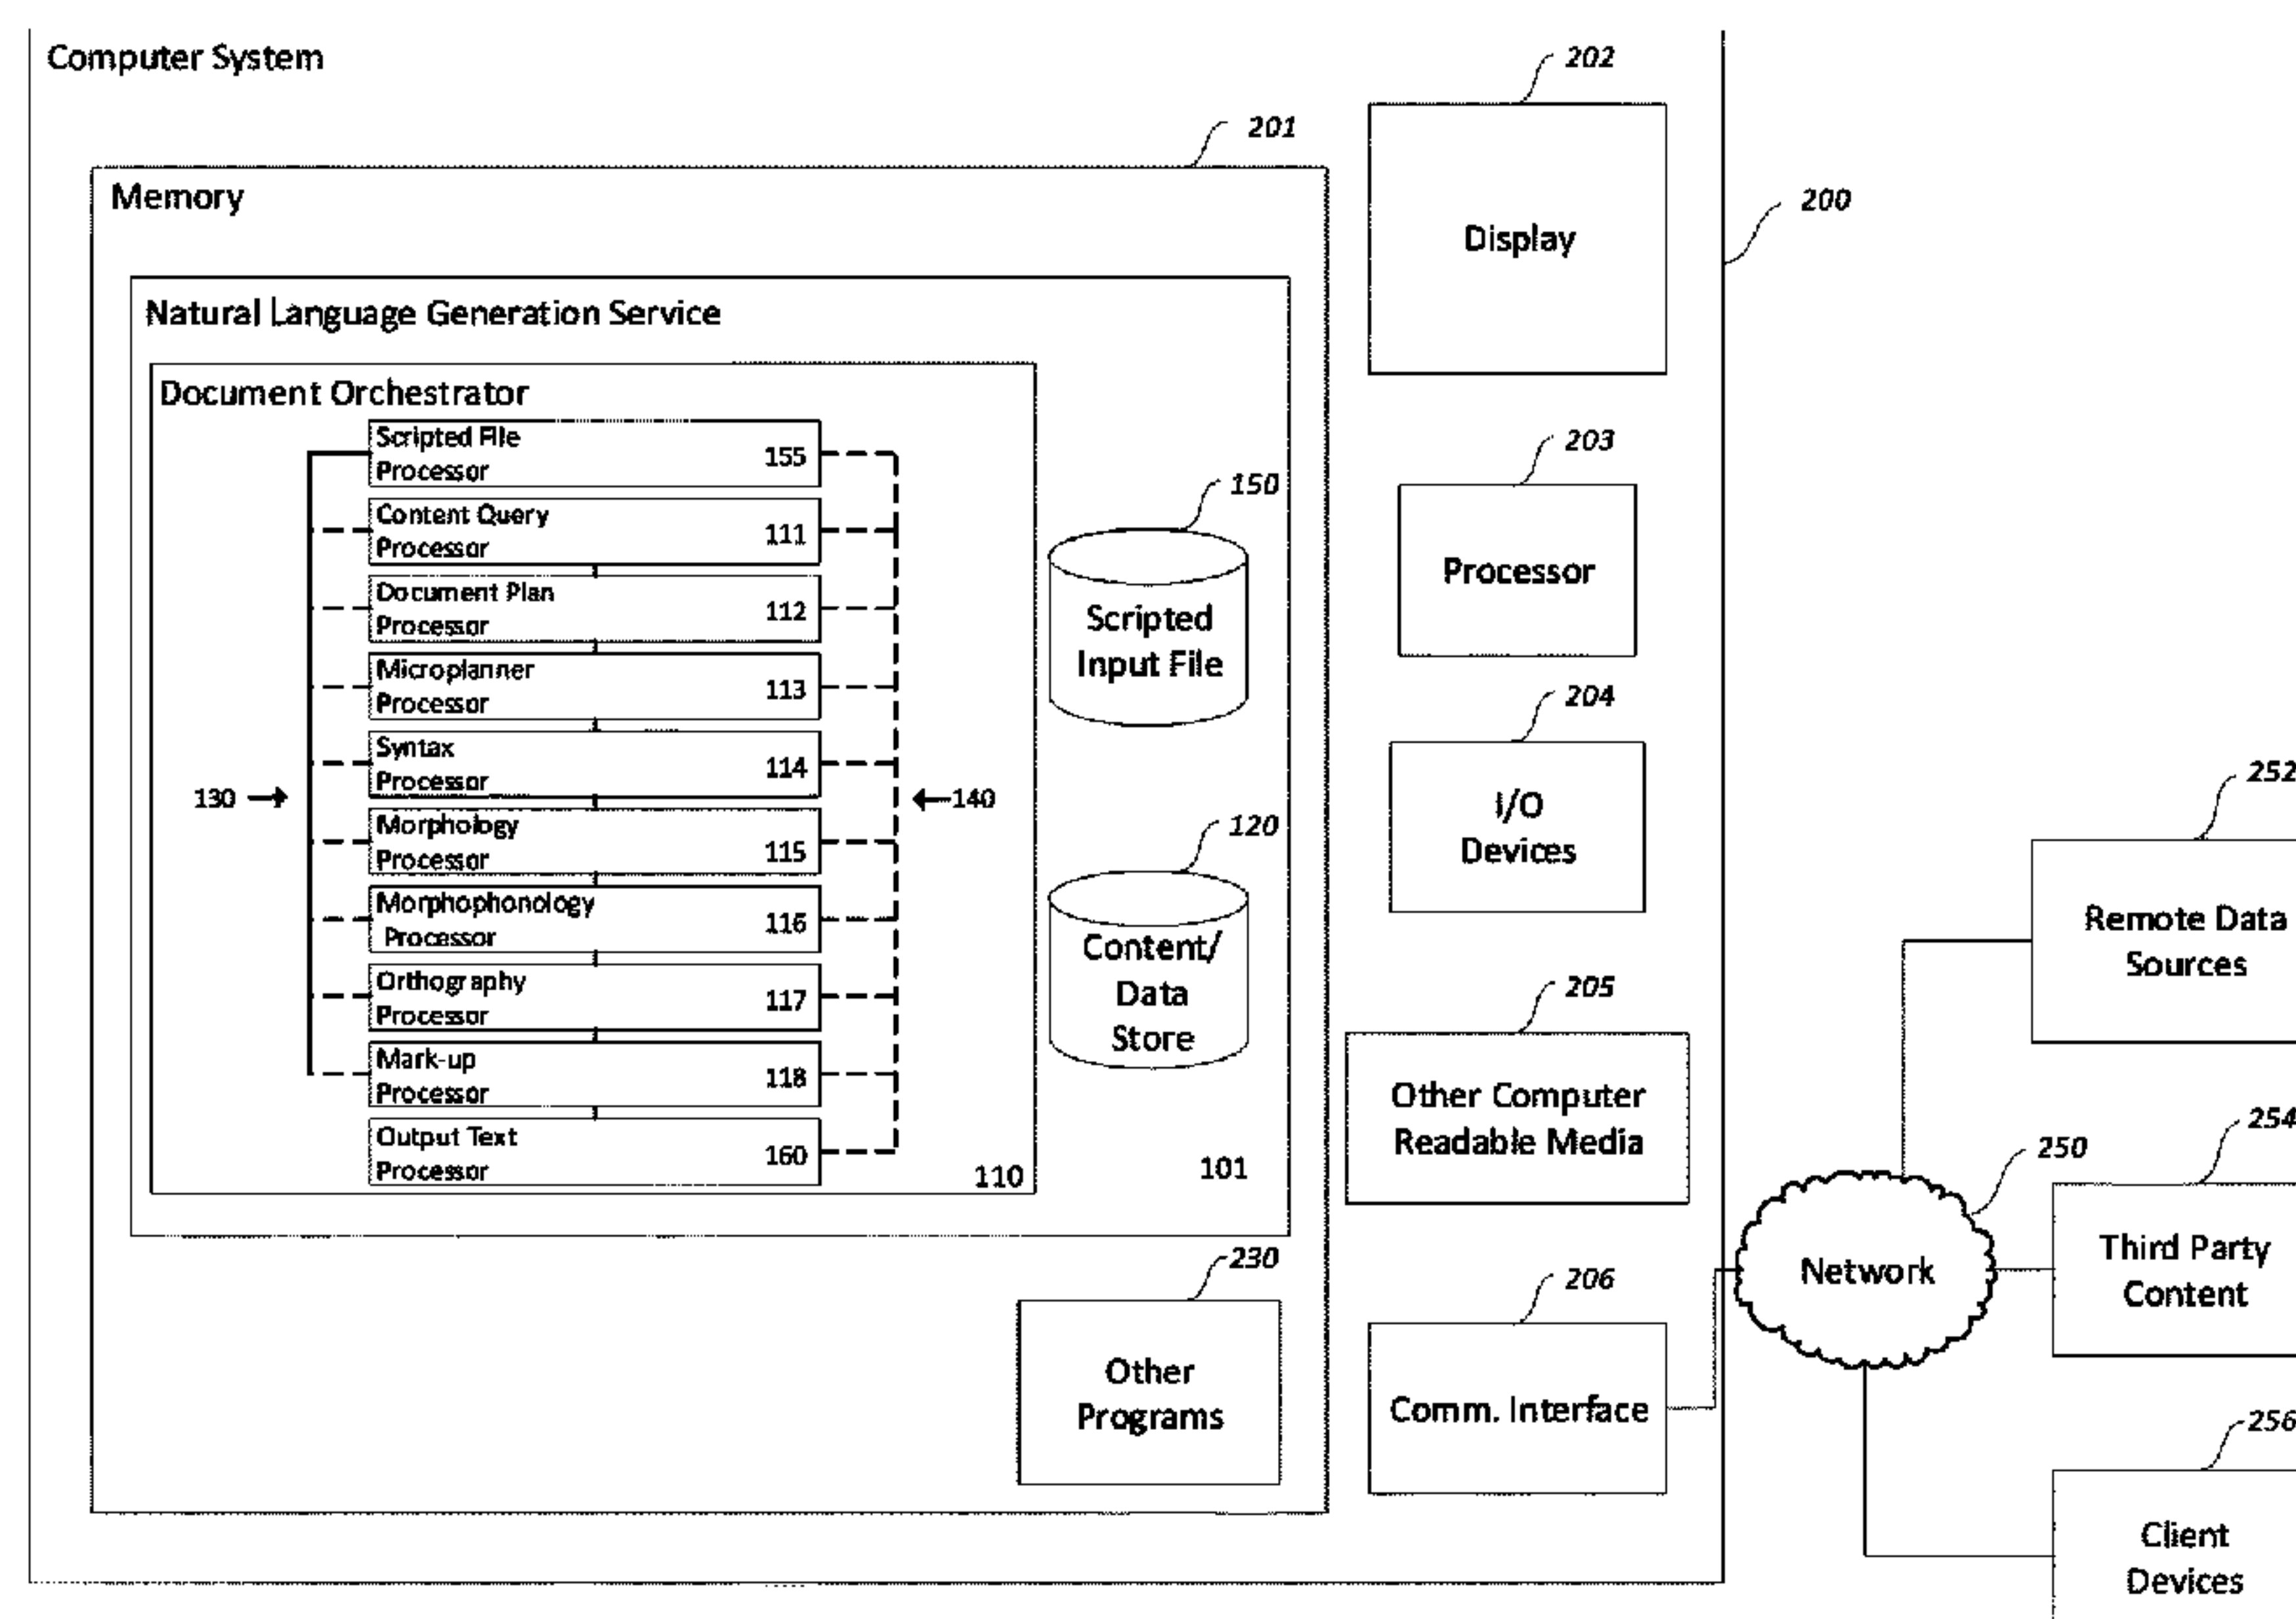 Computer System
202
201
Memory
200
Display
Natural Language Generation Service
Document Orchestrator
Scripted File
Processor
155
203
150
Content Query
Processor
111
Processor
Document Plan
Processor
112
Scripted
Input File
Microplanner
Processor
113
204
Syntax
Processor
114
252
130
140
I/O
Devices
120
Morphology
Processor
115
Morphophonology
Processor
116
Remote Data
Sources
Content/
Data
Store
Orthography
Processor
117
205
Mark-up
Processor
118
Other Computer
Readable Media
254
250
Output Text
Processor
160
110
101
Third Party
Content
Network
230
206
Other
Programs
Comm. Interface
256
Client
Devices